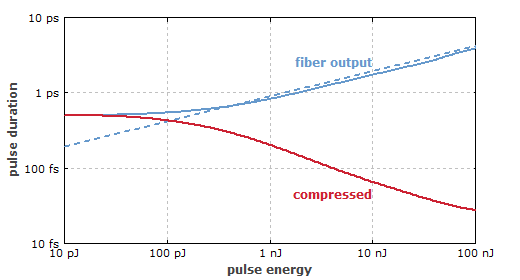 10 ps
fiber output
1 ps
pulse duration
100 fs
compressed
10 fs
10 pJ 100 pJ 1 nJ 10 nJ 100 nJ
pulse energy